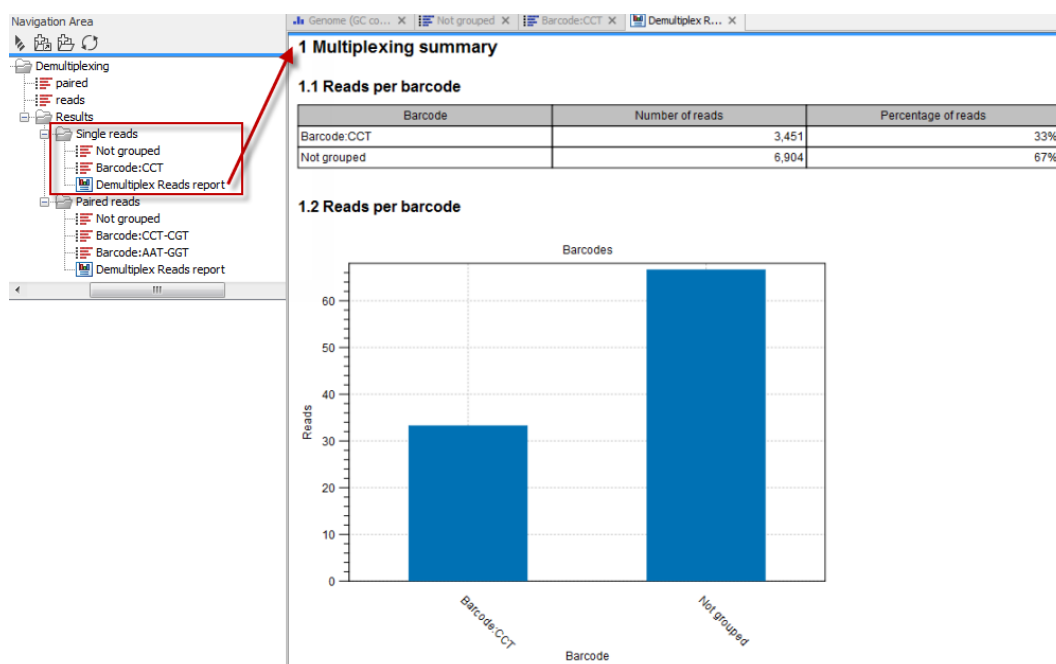 Navigation Area
Demultiplexing
paired
reads
Results
Single reads
Not grouped
Barcode:CCT
Demultiplex Reads report
Paired reads
Not grouped
Barcode:CCT-CGT
Barcode:AAT-GGT
Demultiplex Reads report
Genome (GC co... Not grouped Barcode:CCT Demultiplex R...
1 Multiplexing summary
1.1 Reads per barcode
Barcode Number of reads Percentage of reads
Barcode:CCT 3,451 33%
Not grouped 6,904 67%
1.2 Reads per barcode
Barcodes
60
50
40
30
20
10
0
Reads
Barcode:CCT Not grouped
Barcode